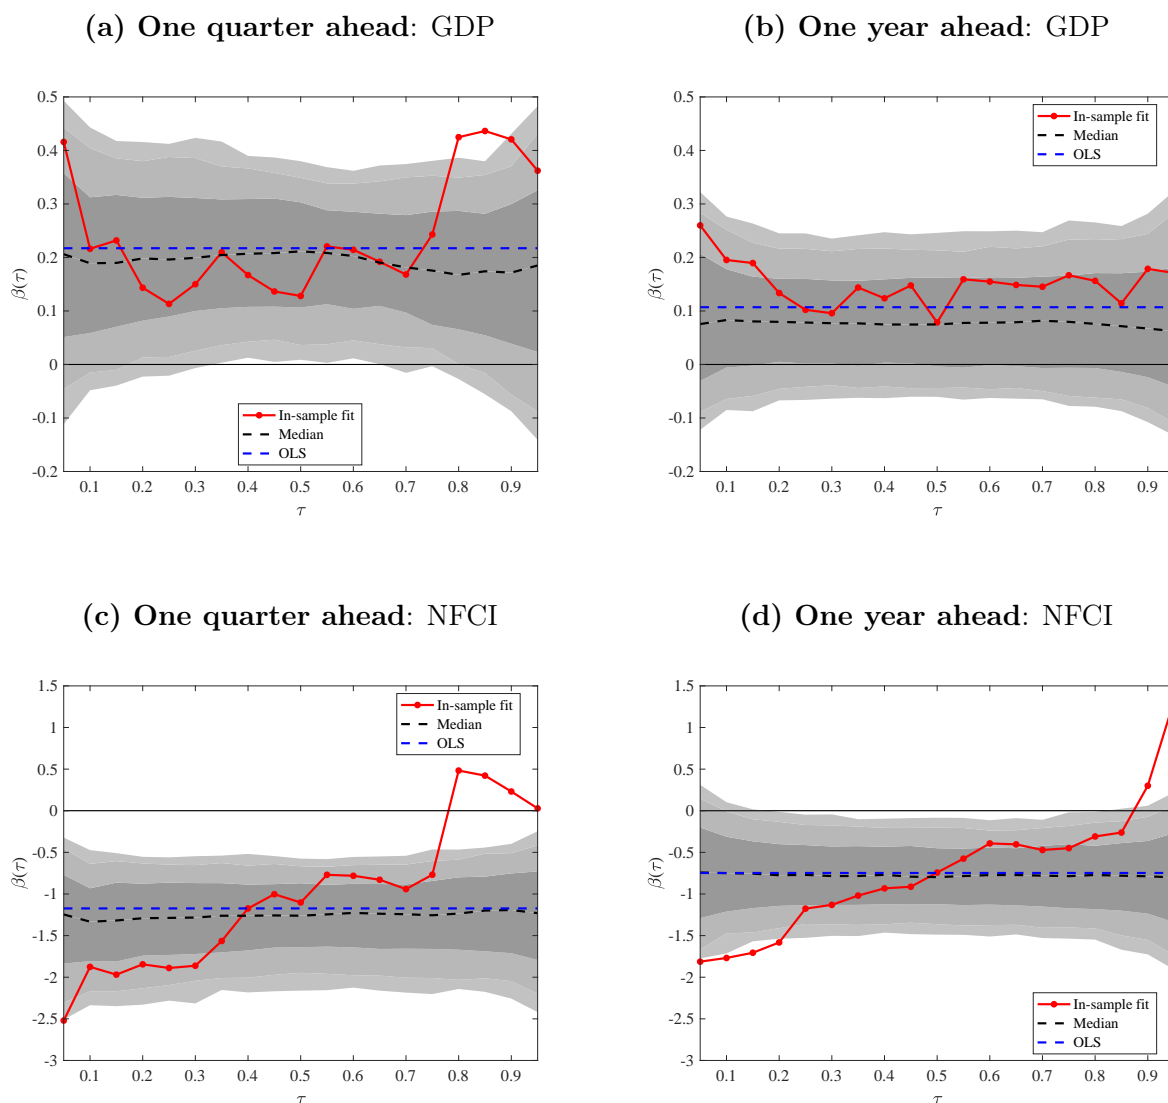 (a) One quarter ahead: GDP
0.5
0.4
0.3
0.2
0.1
0
-0.1
-0.2
β(τ)
In-sample fit
Median
OLS
0.1 0.2 0.3 0.4 0.5 0.6 0.7 0.8 0.9
τ
(b) One year ahead: GDP
0.5
0.4
0.3
0.2
0.1
0
-0.1
-0.2
β(τ)
In-sample fit
Median
OLS
0.1 0.2 0.3 0.4 0.5 0.6 0.7 0.8 0.9
τ
(c) One quarter ahead: NFCI
1.5
1
0.5
0
-0.5
-1
-1.5
-2
-2.5
-3
β(τ)
In-sample fit
Median
OLS
0.1 0.2 0.3 0.4 0.5 0.6 0.7 0.8 0.9
τ
(d) One year ahead: NFCI
1.5
1
0.5
0
-0.5
-1
-1.5
-2
-2.5
-3
β(τ)
In-sample fit
Median
OLS
0.1 0.2 0.3 0.4 0.5 0.6 0.7 0.8 0.9
τ